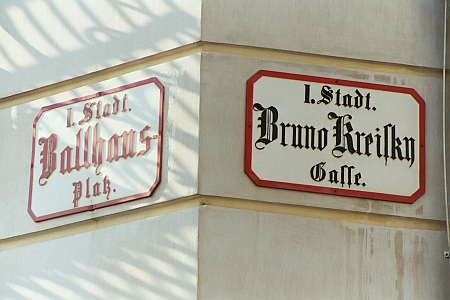 I. Stadt.
Ballhaus-
Platz.
I. Stadt.
Bruno Kreiſky
Gaſſe.